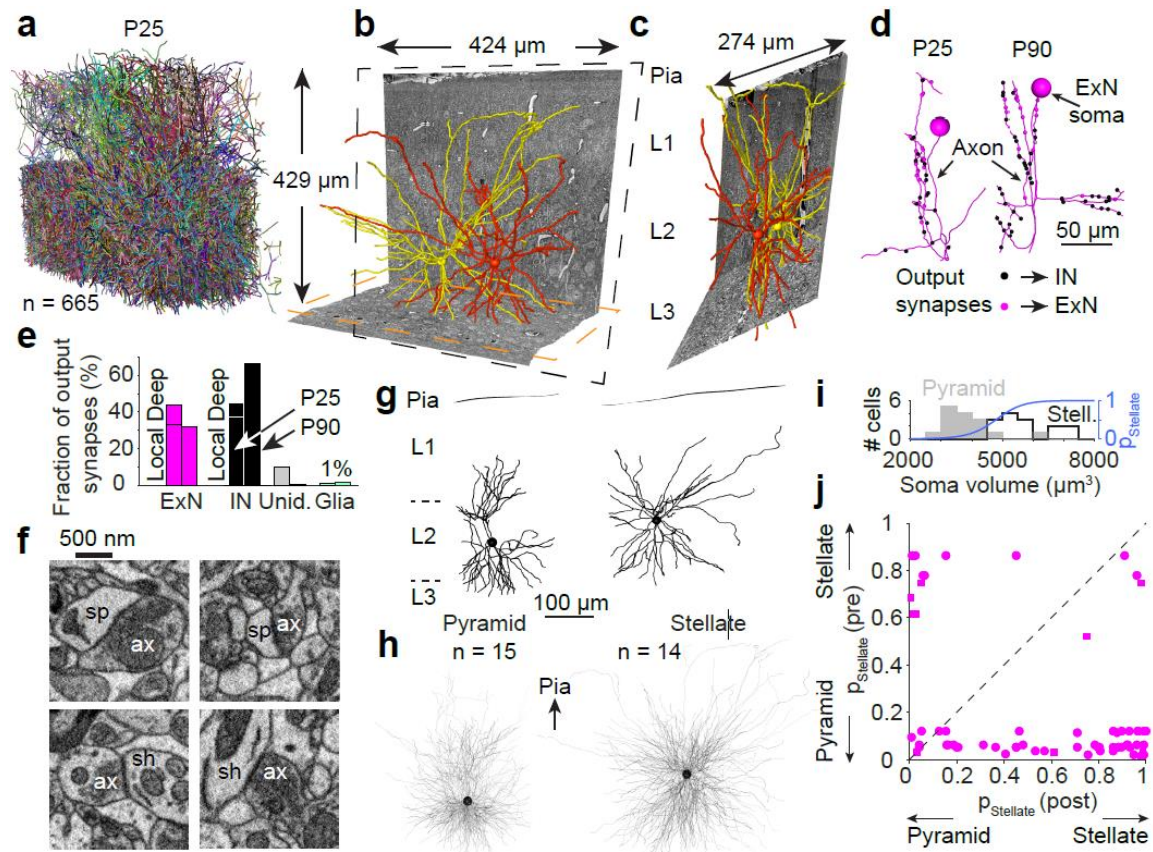 a
P25
n = 665
429 µm
b
424 µm
c
274 µm
Pia
L1
L2
L3
d
P25
P90
ExN
soma
Axon
50 µm
Output
synapses
IN
ExN
e
Fraction of output
synapses (%)
60
40
20
0
Local
Deep
Local
Deep
P25
P90
1%
ExN
IN
Unid.
Glia
f
500 nm
sp
ax
sp
ax
ax
sh
sh
ax
g
Pia
L1
L2
L3
100 µm
Pyramid
Stellate
h
n = 15
n = 14
Pia
i
Pyramid
Stell.
# cells
6
0
1
0
pStellate
2000
5000
8000
Soma volume (µm³)
j
Stellate
Pyramid
pStellate (pre)
1
0.8
0.6
0.4
0.2
0
0
0.2
0.4
0.6
0.8
1
pStellate (post)
Pyramid
Stellate